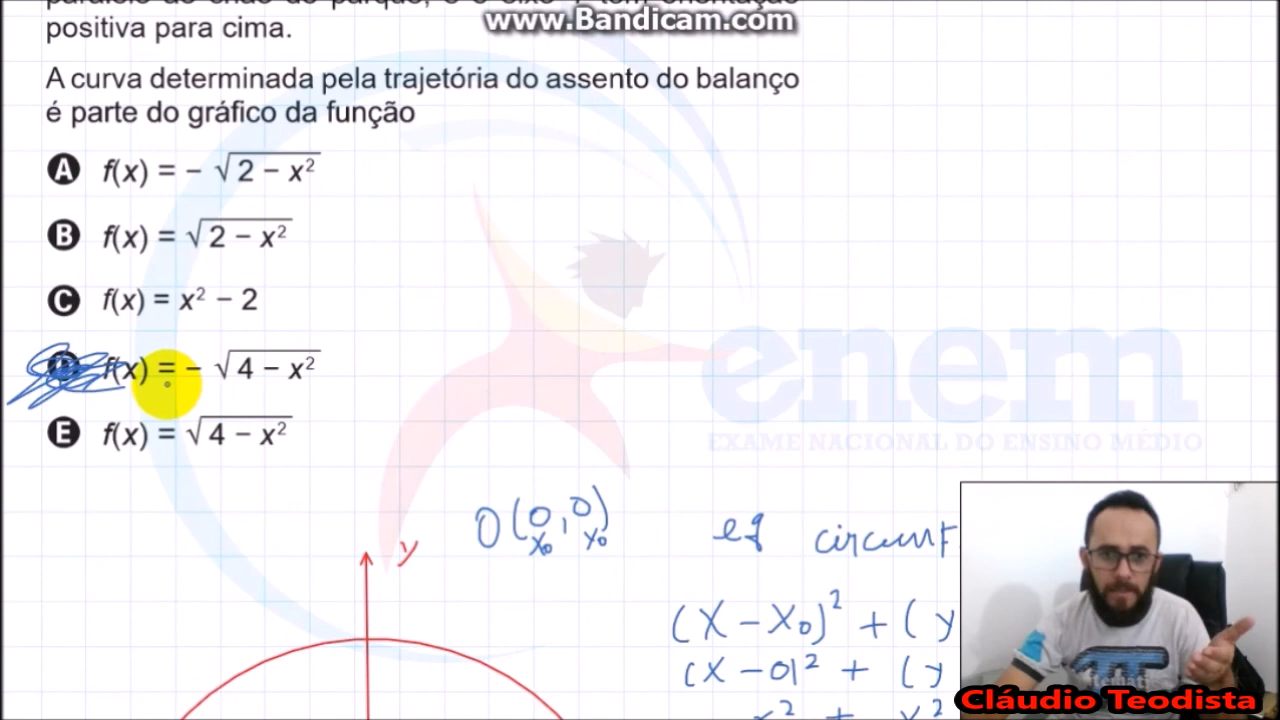 www.Bandicam.com
positiva para cima.
A curva determinada pela trajetória do assento do balanço
é parte do gráfico da função
A f(x) = − √2 − x²
B f(x) = √2 − x²
C f(x) = x² − 2
f(x) = − √4 − x²
E f(x) = √4 − x²
enem
EXAME NACIONAL DO ENSINO MÉDIO
O(0,0)
x₀ y₀
eq circunf
y
(X − X₀)² + (y
(x − 0)² + (y
x² + y²
Cláudio Teodista